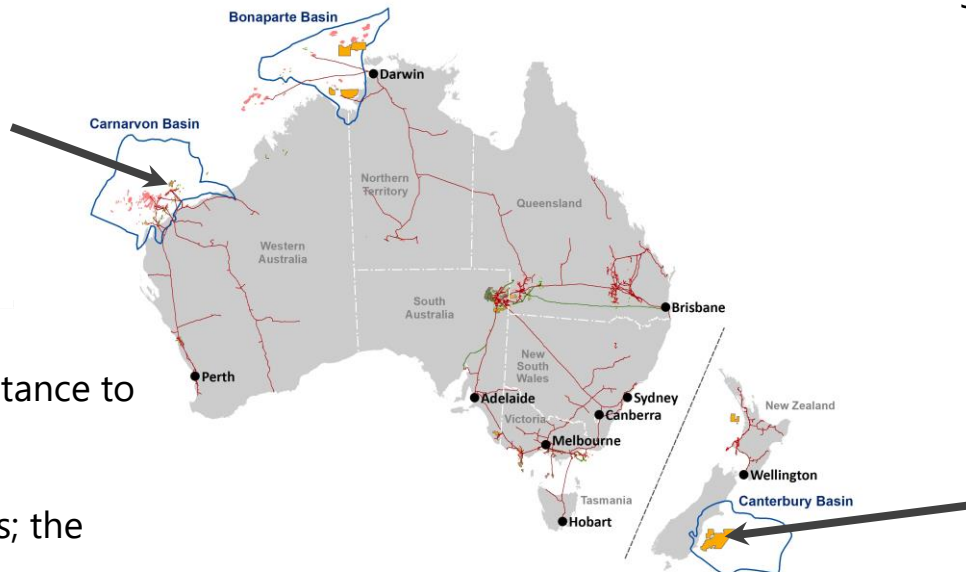 Bonaparte Basin
Darwin
Carnarvon Basin
Northern
Territory
Queensland
Western
Australia
South
Australia
Brisbane
New
South
Wales
Perth
tance to
Adelaide
Sydney
Canberra
New Zealand
Victoria
Melbourne
Wellington
Tasmania
Canterbury Basin
Hobart
s; the